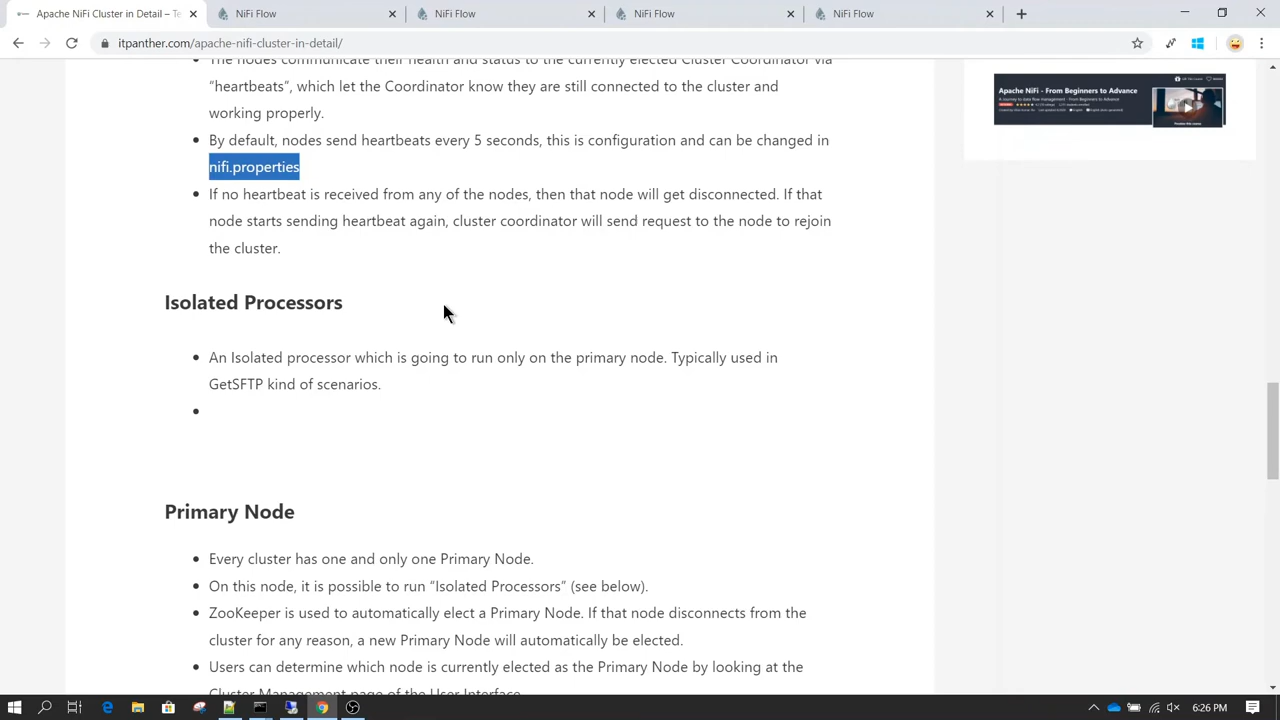 Apache NiFi Cluster in Detail – Te
NiFi Flow
NiFi Flow
NiFi Flow
NiFi Flow
itpanther.com/apache-nifi-cluster-in-detail/
The nodes communicate their health and status to the currently elected Cluster Coordinator via
“heartbeats“, which let the Coordinator know they are still connected to the cluster and
working properly.
By default, nodes send heartbeats every 5 seconds, this is configuration and can be changed in
nifi.properties
If no heartbeat is received from any of the nodes, then that node will get disconnected. If that
node starts sending heartbeat again, cluster coordinator will send request to the node to rejoin
the cluster.
Apache NiFi - From Beginners to Advance
Isolated Processors
An Isolated processor which is going to run only on the primary node. Typically used in
GetSFTP kind of scenarios.
Primary Node
Every cluster has one and only one Primary Node.
On this node, it is possible to run “Isolated Processors” (see below).
ZooKeeper is used to automatically elect a Primary Node. If that node disconnects from the
cluster for any reason, a new Primary Node will automatically be elected.
Users can determine which node is currently elected as the Primary Node by looking at the
Cluster Management page of the User Interface.
6:26 PM